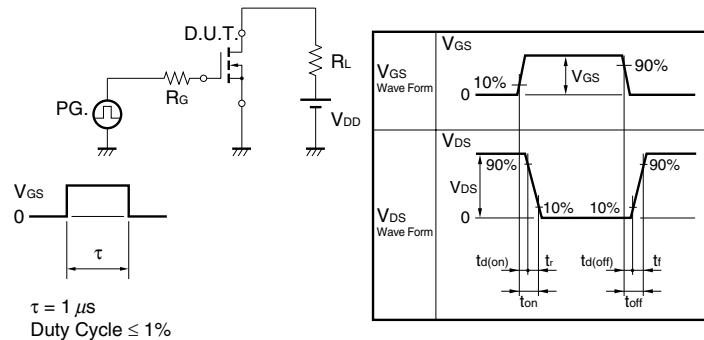 D.U.T.
RL
RG
PG.
VDD
VGS
0
τ
τ = 1 μs
Duty Cycle ≤ 1%
VGS
Wave Form
VGS
10%
0
VGS
90%
VDS
Wave Form
VDS
90%
VDS
0
10%
10%
90%
td(on)
tr
td(off)
tf
ton
toff